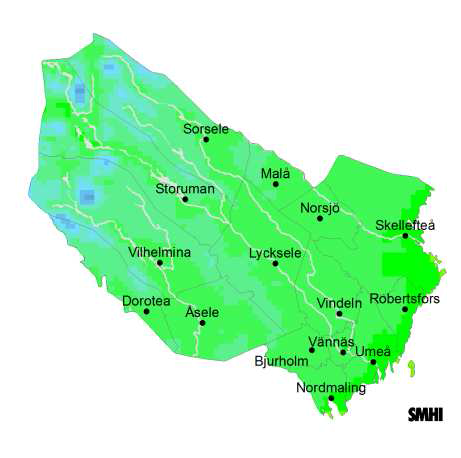 Sorsele
Malå
Storuman
Norsjö
Skellefteå
Vilhelmina
Lycksele
Dorotea
Åsele
Vindeln
Robertsfors
Vännäs
Umeå
Bjurholm
Nordmaling
SMHI